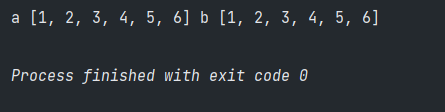 a [1, 2, 3, 4, 5, 6] b [1, 2, 3, 4, 5, 6]
Process finished with exit code 0